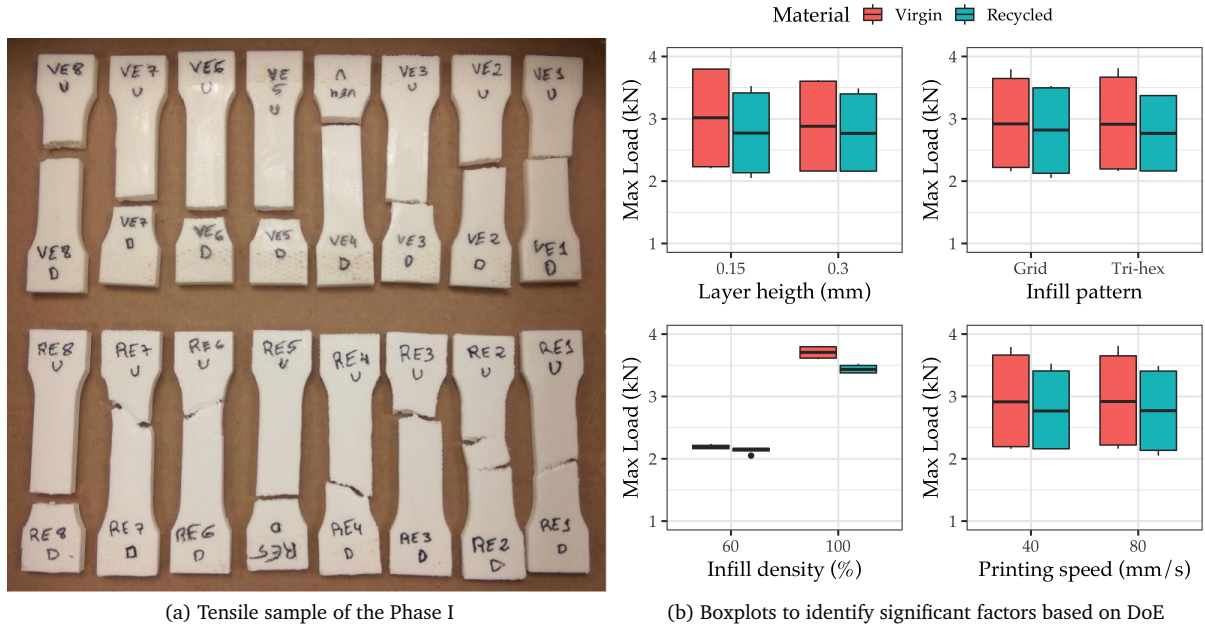 Material Virgin Recycled
VE8 VE7 VE6 VE5 VE4 VE3 VE2 VE1
U U U U U U U U
VE8 VE7 VE6 VE5 VE4 VE3 VE2 VE1
D D D D D D D D
RE8 RE7 RE6 RE5 RE4 RE3 RE2 RE1
U U U U U U U U
RE8 RE7 RE6 RE5 RE4 RE3 RE2 RE1
D D D D D D D D
(a) Tensile sample of the Phase I
Max Load (kN)
4
3
2
1
0.15 0.3
Layer heigth (mm)
Max Load (kN)
4
3
2
1
Grid Tri-hex
Infill pattern
Max Load (kN)
4
3
2
1
60 100
Infill density (%)
Max Load (kN)
4
3
2
1
40 80
Printing speed (mm/s)
(b) Boxplots to identify significant factors based on DoE